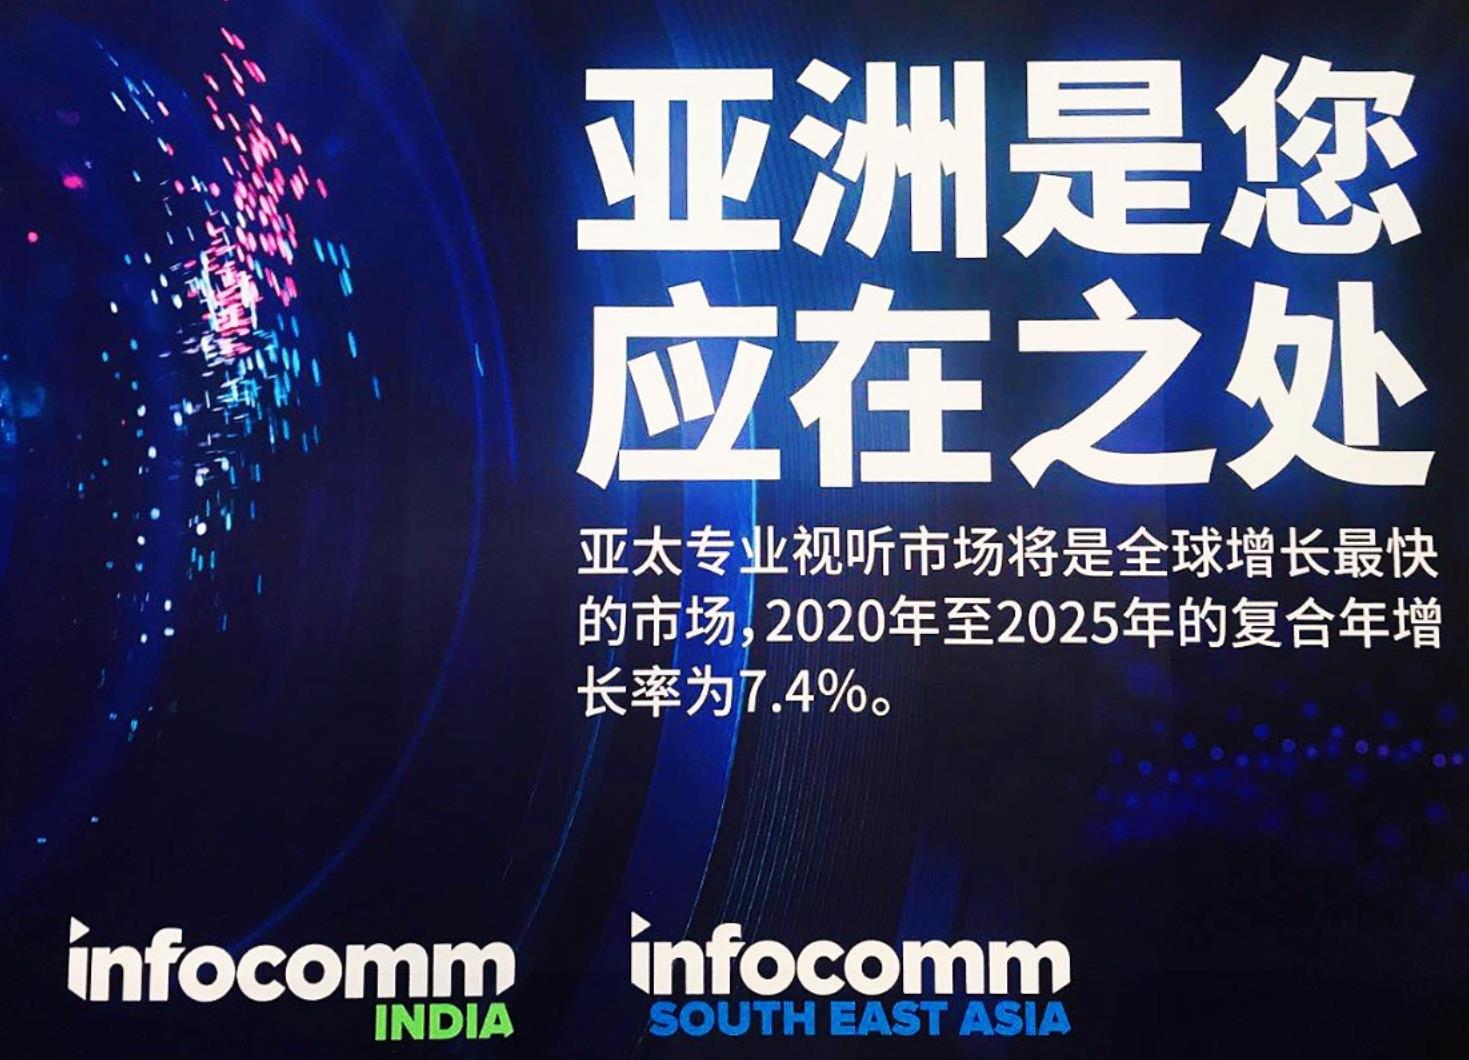 亚洲是您
应在之处
亚太专业视听市场将是全球增长最快
的市场,2020年至2025年的复合年增
长率为7.4%。
infocomm
INDIA
infocomm
SOUTH EAST ASIA